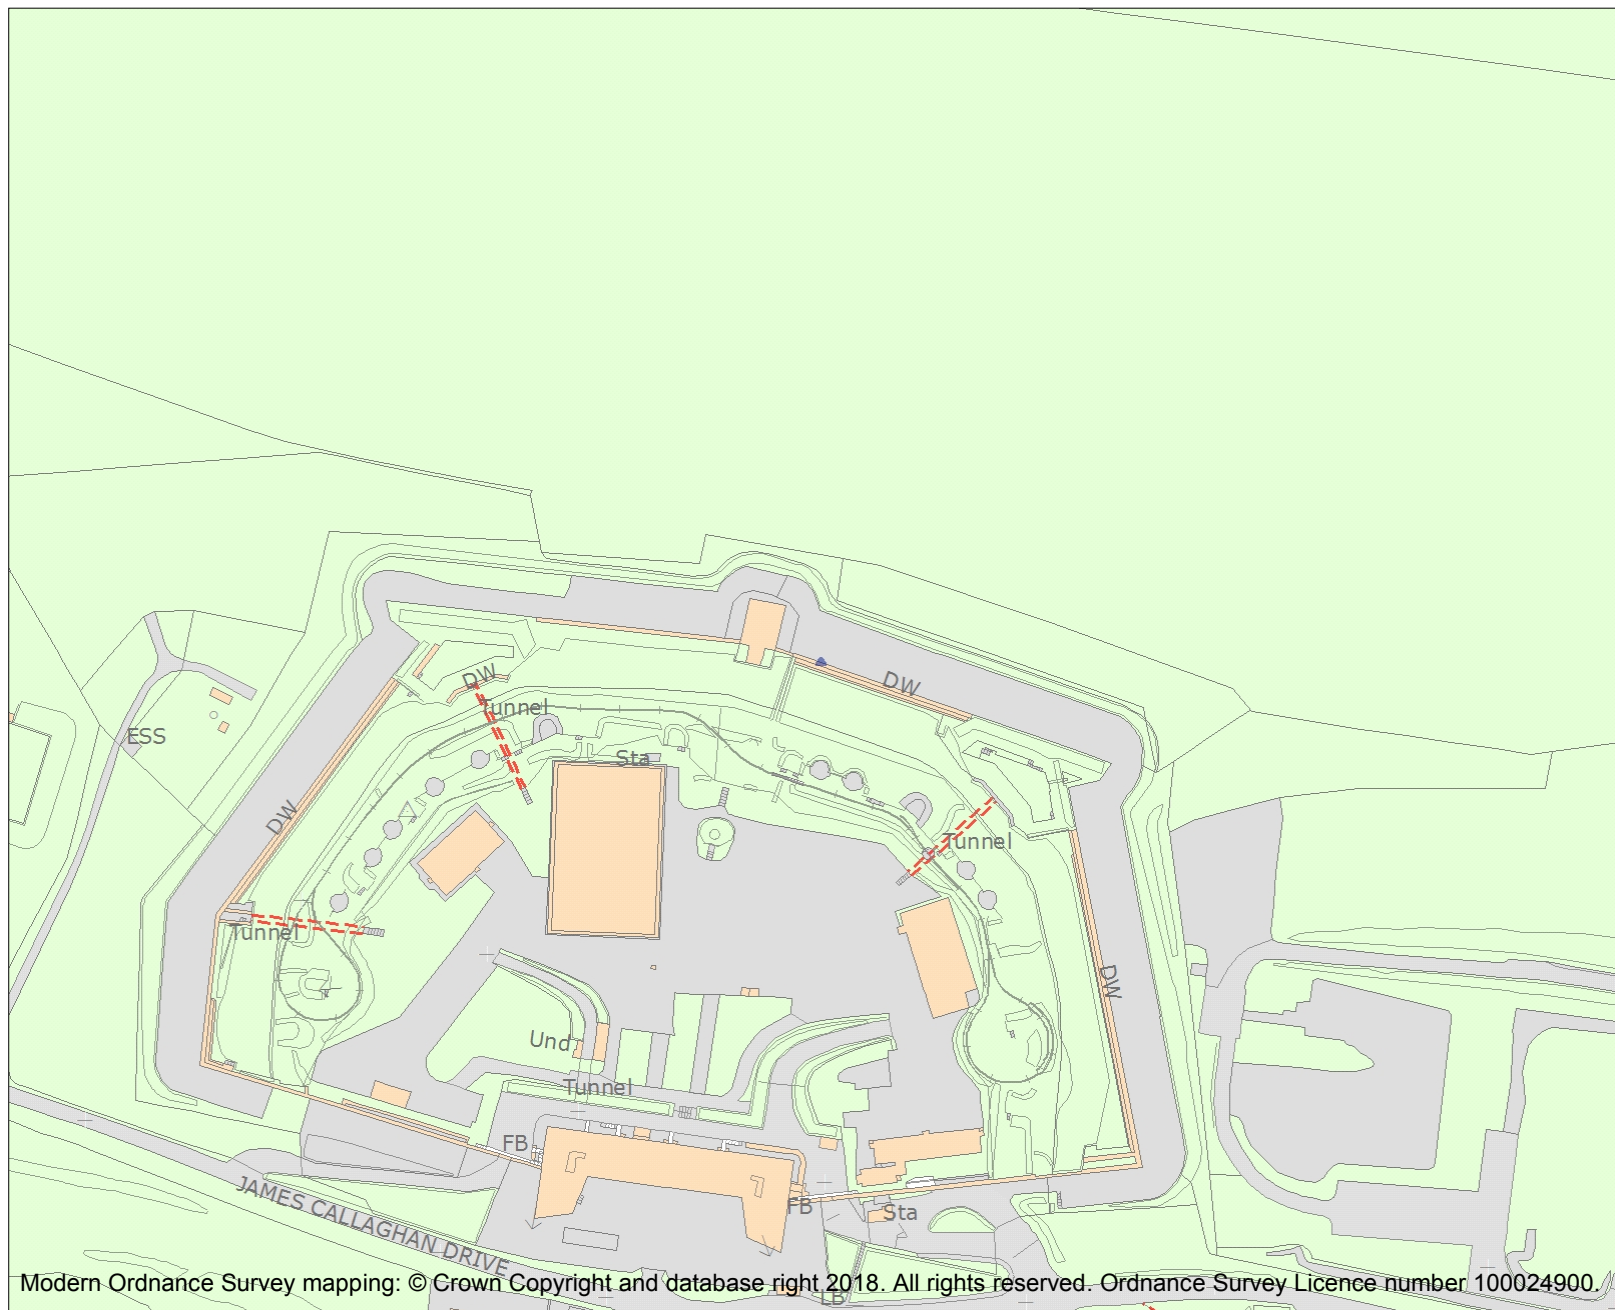 DW
Tunnel
DW
Sta
ESS
DW
Tunnel
Tunnel
DW
Und
Tunnel
FB
FB
Sta
JAMES CALLAGHAN DRIVE
LB
Modern Ordnance Survey mapping: © Crown Copyright and database right 2018. All rights reserved. Ordnance Survey Licence number 100024900.